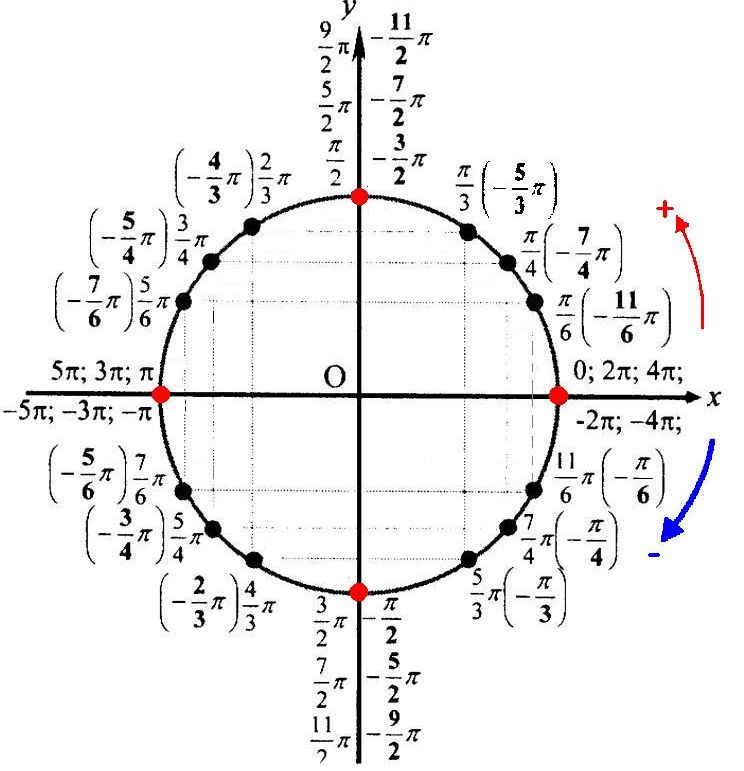 y
9/2 π -11/2 π
5/2 π -7/2 π
π/2 -3/2 π
(-4/3 π) 2/3 π
π/3 (-5/3 π)
(-5/4 π) 3/4 π
π/4 (-7/4 π)
(-7/6 π) 5/6 π
π/6 (-11/6 π)
+
5π; 3π; π
O
0; 2π; 4π;
x
–5π; –3π; –π
-2π; –4π;
(-5/6 π) 7/6 π
11/6 π (-π/6)
(-3/4 π) 5/4 π
7/4 π (-π/4)
-
(-2/3 π) 4/3 π
5/3 π (-π/3)
3/2 π -π/2
7/2 π -5/2 π
11/2 π -9/2 π